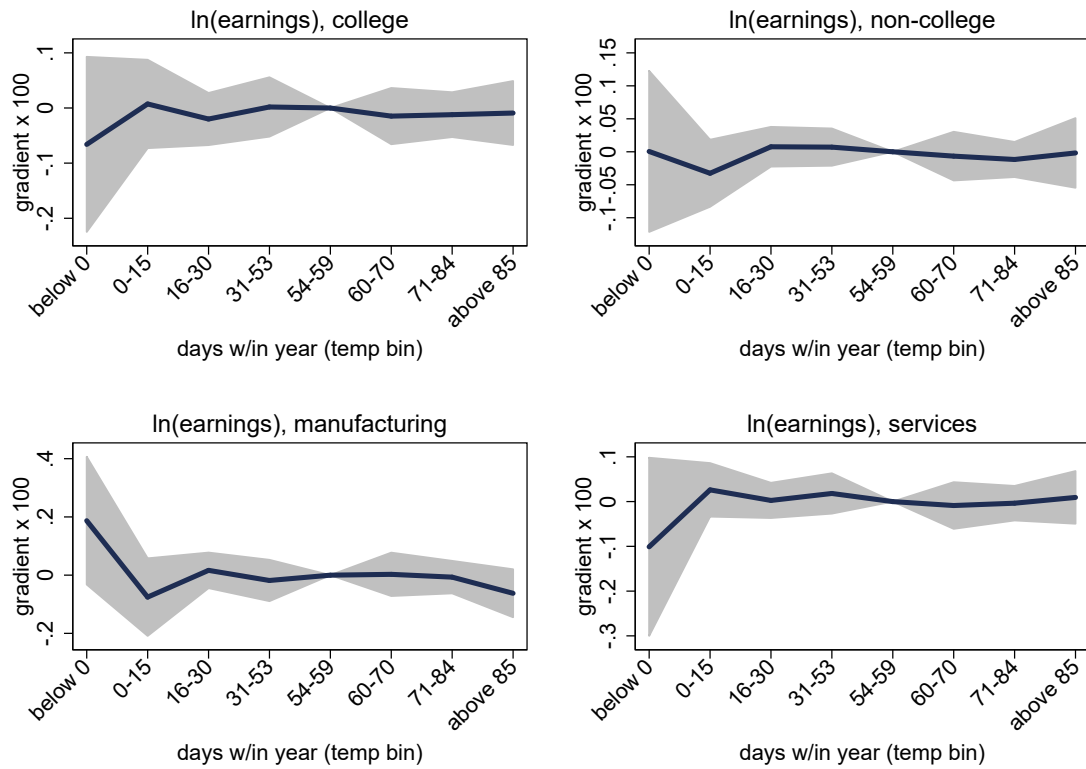 ln(earnings), college
gradient x 100
.1
0
-.1
-.2
below 0
0-15
16-30
31-53
54-59
60-70
71-84
above 85
days w/in year (temp bin)
ln(earnings), non-college
gradient x 100
.15
.1
.05
0
-.05
-.1
below 0
0-15
16-30
31-53
54-59
60-70
71-84
above 85
days w/in year (temp bin)
ln(earnings), manufacturing
gradient x 100
.4
.2
0
-.2
below 0
0-15
16-30
31-53
54-59
60-70
71-84
above 85
days w/in year (temp bin)
ln(earnings), services
gradient x 100
.1
0
-.1
-.2
-.3
below 0
0-15
16-30
31-53
54-59
60-70
71-84
above 85
days w/in year (temp bin)